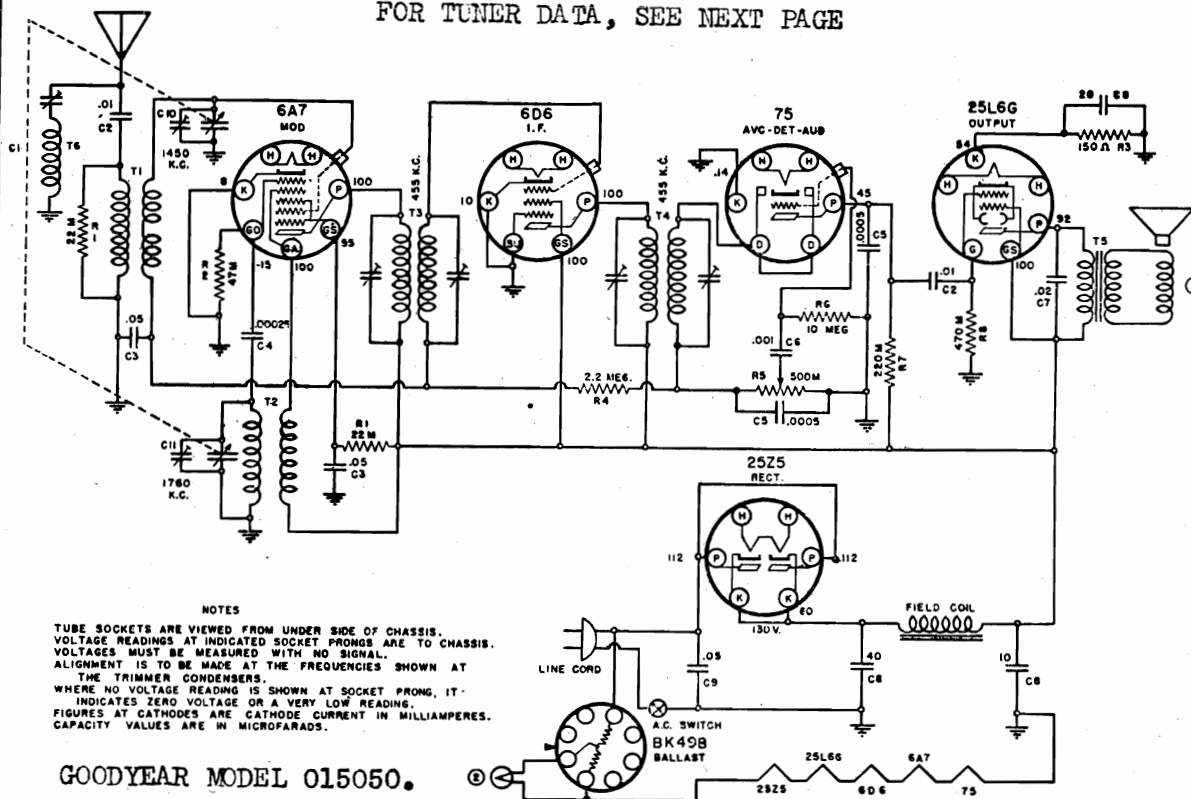 FOR TUNER DATA, SEE NEXT PAGE
C1
T6
.01
C2
22 M
R1
T1
C10
1450
K.C.
.05
C3
6A7
MOD
H H
K P
GO GS
GA
8
100
-15
100
95
47M
.00025
C4
T2
C11
1760
K.C.
R1
22 M
.05
C3
455 K.C.
T3
6D6
I.F.
H H
K P
SU GS
10
100
100
455 K.C.
T4
2.2 MEG.
R4
75
AVC-DET-AUD
H H
K P
D D
.14
45
.0005
C5
R6
10 MEG
.001
C6
R5
500M
C5
.0005
220M
R7
.01
C2
470 M
25L6G
OUTPUT
K
H H
P
G GS
92
100
20
150 Ω R3
.02
C7
T5
25Z5
RECT.
H H
P P
K K
112
112
130 V.
LINE CORD
.05
C9
A.C. SWITCH
BK49B
BALLAST
40
C8
FIELD COIL
10
25L6G
6A7
25Z5
6D6
75
2
NOTES
TUBE SOCKETS ARE VIEWED FROM UNDER SIDE OF CHASSIS.
VOLTAGE READINGS AT INDICATED SOCKET PRONGS ARE TO CHASSIS.
VOLTAGES MUST BE MEASURED WITH NO SIGNAL.
ALIGNMENT IS TO BE MADE AT THE FREQUENCIES SHOWN AT
THE TRIMMER CONDENSERS.
WHERE NO VOLTAGE READING IS SHOWN AT SOCKET PRONG, IT-
INDICATES ZERO VOLTAGE OR A VERY LOW READING.
FIGURES AT CATHODES ARE CATHODE CURRENT IN MILLIAMPERES.
CAPACITY VALUES ARE IN MICROFARADS.
GOODYEAR MODEL 015050.